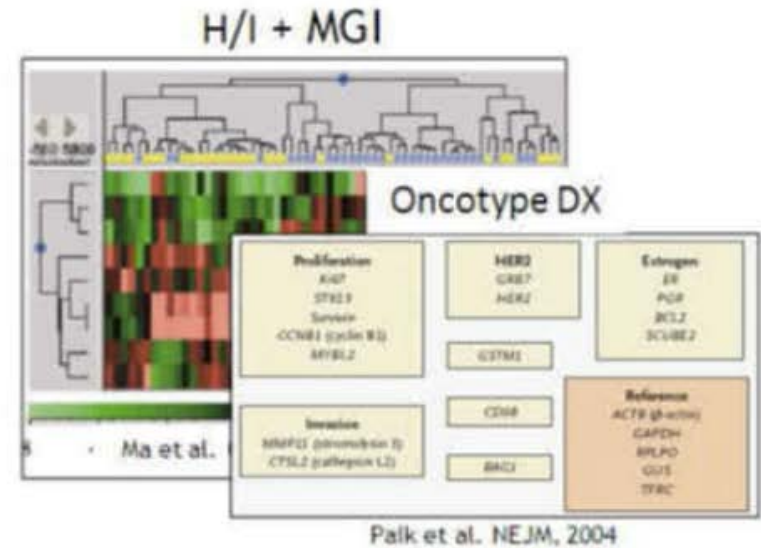 H/I + MGI
Oncotype DX
Proliferation
Ki67
STK15
Survivin
CCNB1 (cyclin B1)
MYBL2
HER2
GRB7
HER2
Estrogen
ER
PGR
BCL2
SCUBE2
GSTM1
CD68
BAG1
Invasion
MMP11 (stromolysin 3)
CTSL2 (cathepsin L2)
Reference
ACTB (β-actin)
GAPDH
RPLPO
GUS
TFRC
Ma et al.
Paik et al. NEJM, 2004